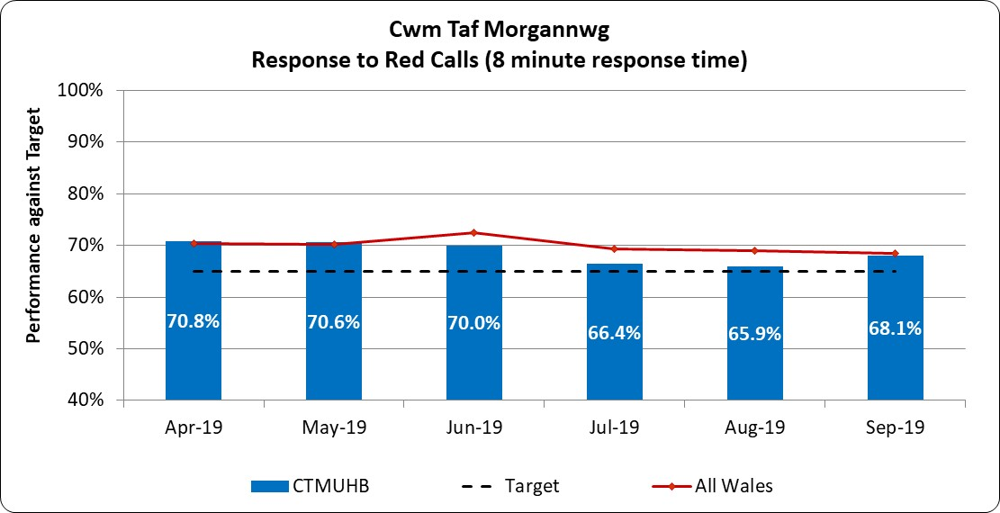 Cwm Taf Morgannwg
Response to Red Calls (8 minute response time)
Performance against Target
100%
90%
80%
70%
60%
50%
40%
70.8%
70.6%
70.0%
66.4%
65.9%
68.1%
Apr-19
May-19
Jun-19
Jul-19
Aug-19
Sep-19
CTMUHB
Target
All Wales